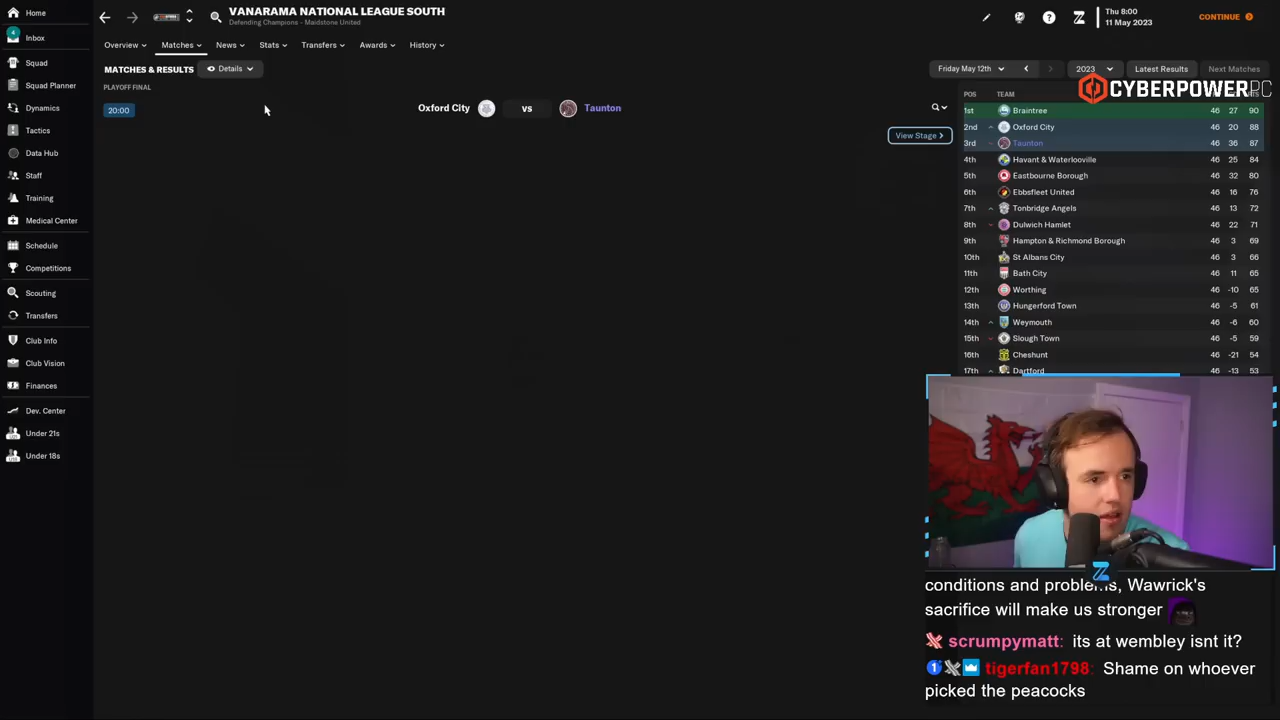 VANARAMA NATIONAL LEAGUE SOUTH
Defending Champions - Maidstone United
Thu 8:00
11 May 2023
CONTINUE
Home
4
Inbox
Squad
Squad Planner
Dynamics
Tactics
Data Hub
Staff
Training
Medical Center
Schedule
Competitions
Scouting
Transfers
Club Info
Club Vision
Finances
Dev. Center
Under 21s
Under 18s
Overview
Matches
News
Stats
Transfers
Awards
History
MATCHES & RESULTS
Details
Friday May 12th
2023
Latest Results
Next Matches
PLAYOFF FINAL
20:00
Oxford City vs Taunton
View Stage
CYBERPOWERPC
POS TEAM
1st Braintree 46 27 90
2nd Oxford City 46 20 88
3rd Taunton 46 36 87
4th Havant & Waterlooville 46 25 84
5th Eastbourne Borough 46 32 80
6th Ebbsfleet United 46 16 76
7th Tonbridge Angels 46 13 72
8th Dulwich Hamlet 46 22 71
9th Hampton & Richmond Borough 46 3 69
10th St Albans City 46 3 66
11th Bath City 46 11 65
12th Worthing 46 -10 65
13th Hungerford Town 46 -5 61
14th Weymouth 46 -6 60
15th Slough Town 46 -5 59
16th Cheshunt 46 -21 54
17th Dartford 46 -13 53
conditions and problems, Wawrick's
sacrifice will make us stronger
scrumpymatt: its at wembley isnt it?
tigerfan1798: Shame on whoever
picked the peacocks